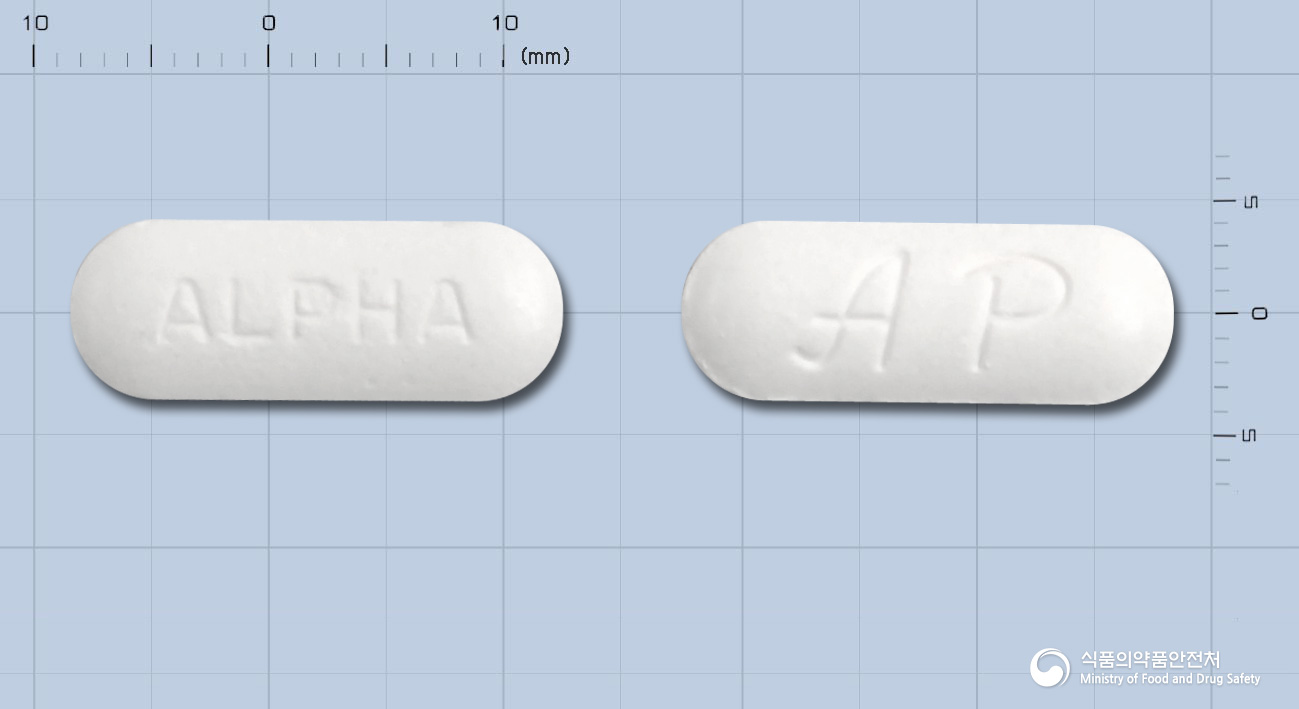 10 0 10
(mm)
ALPHA
AP
5
0
5
식품의약품안전처
Ministry of Food and Drug Safety